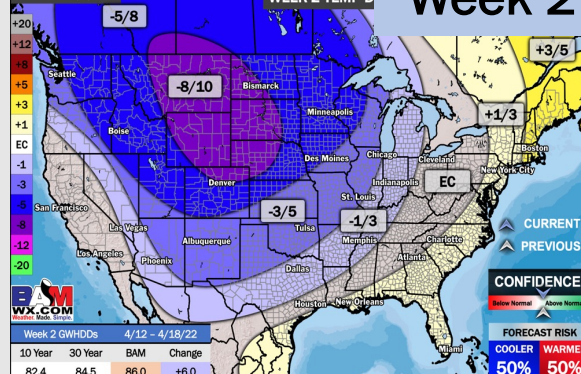 Week 2
WEEK 2 TEMP
-5/8
+20
+12
+8
+5
+3
+1
EC
-1
-3
-5
-8
-12
-20
+3/5
-8/10
+1/3
Seattle
Bismarck
Minneapolis
Boise
Boston
Des Moines
Chicago
Cleveland
New York City
Denver
Indianapolis
EC
St. Louis
San Francisco
-3/5
-1/3
Las Vegas
Tulsa
CURRENT
Albuquerque
Memphis
Charlotte
PREVIOUS
Los Angeles
Phoenix
Dallas
Atlanta
CONFIDENCE
Houston
New Orleans
Below Normal
Above Norm
BAM
WX.COM
Weather. Made. Simple.
Week 2 GWHDDs 4/12 – 4/18/22
10 Year 30 Year BAM Change
82.4 84.5 86.0 +6.0
Miami
FORECAST RISK
COOLER WARME
50% 50%